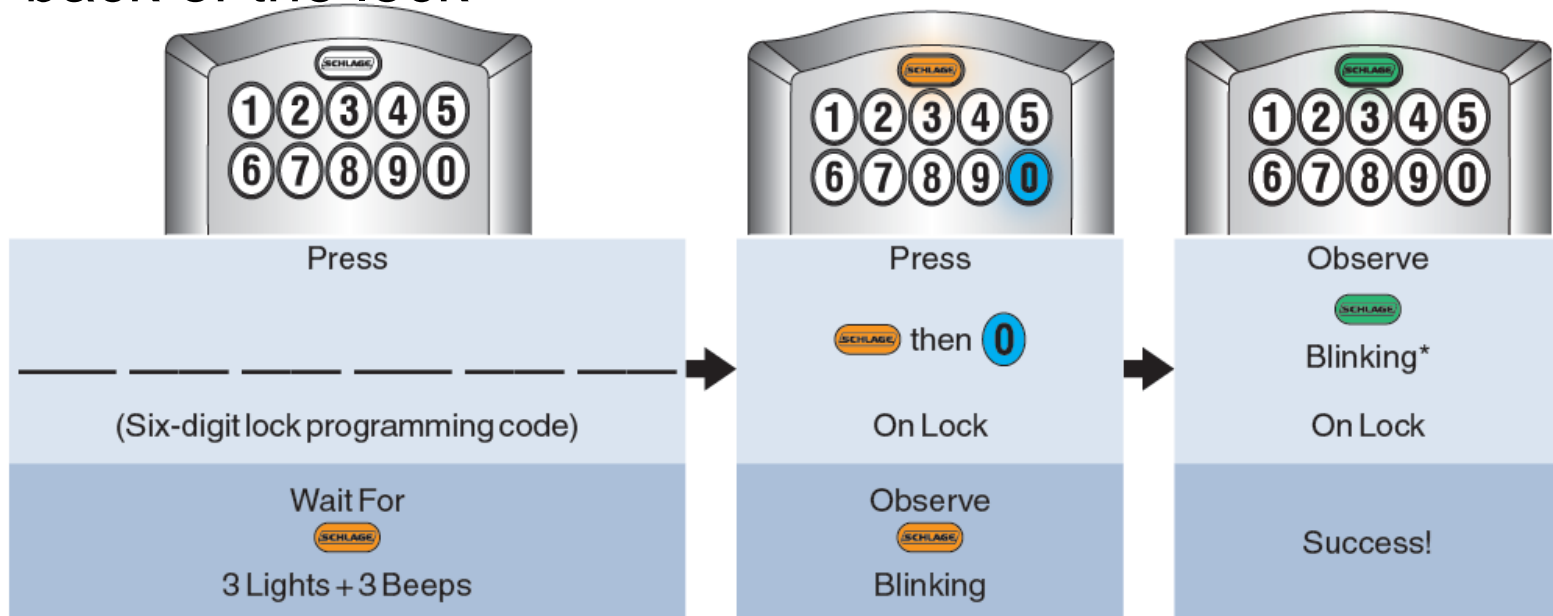 back of the lock
SCHLAGE
1 2 3 4 5
6 7 8 9 0
SCHLAGE
1 2 3 4 5
6 7 8 9 0
SCHLAGE
1 2 3 4 5
6 7 8 9 0
Press
(Six-digit lock programming code)
Wait For
SCHLAGE
3 Lights + 3 Beeps
Press
SCHLAGE then 0
On Lock
Observe
SCHLAGE
Blinking
Observe
SCHLAGE
Blinking*
On Lock
Success!